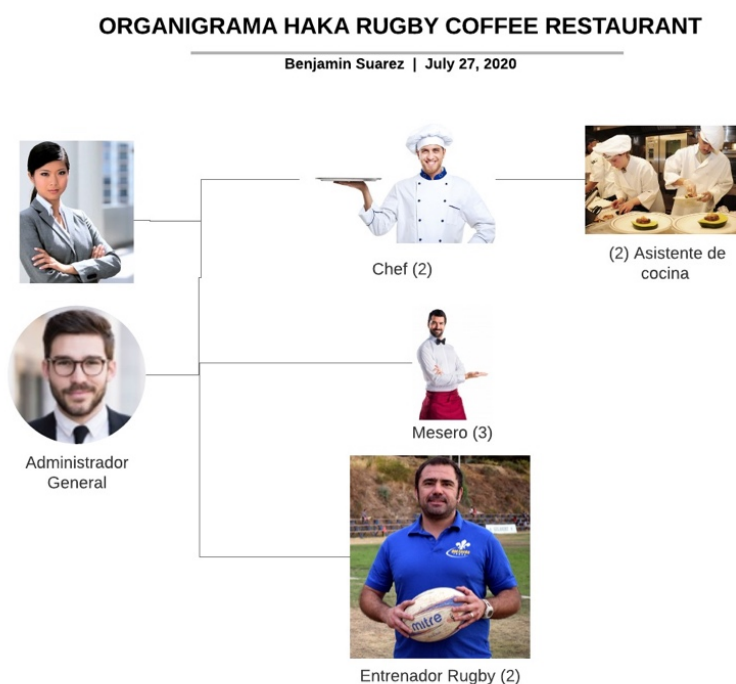 ORGANIGRAMA HAKA RUGBY COFFEE RESTAURANT
Benjamin Suarez | July 27, 2020
Chef (2)
(2) Asistente de
cocina
Mesero (3)
Administrador
General
mitre
Entrenador Rugby (2)